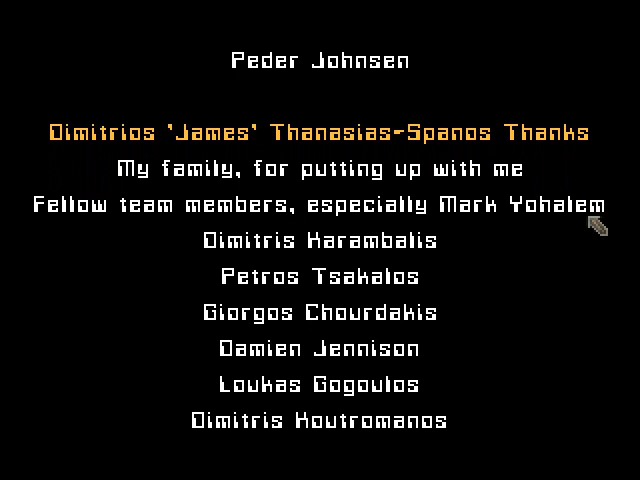 Peder Johnsen
Dimitrios 'James' Thanasias-Spanos Thanks
My family, for putting up with me
Fellow team members, especially Mark Yohalem
Dimitris Karambalis
Petros Tsakalos
Giorgos Chourdakis
Damien Jennison
Loukas Gogoulos
Dimitris Koutromanos